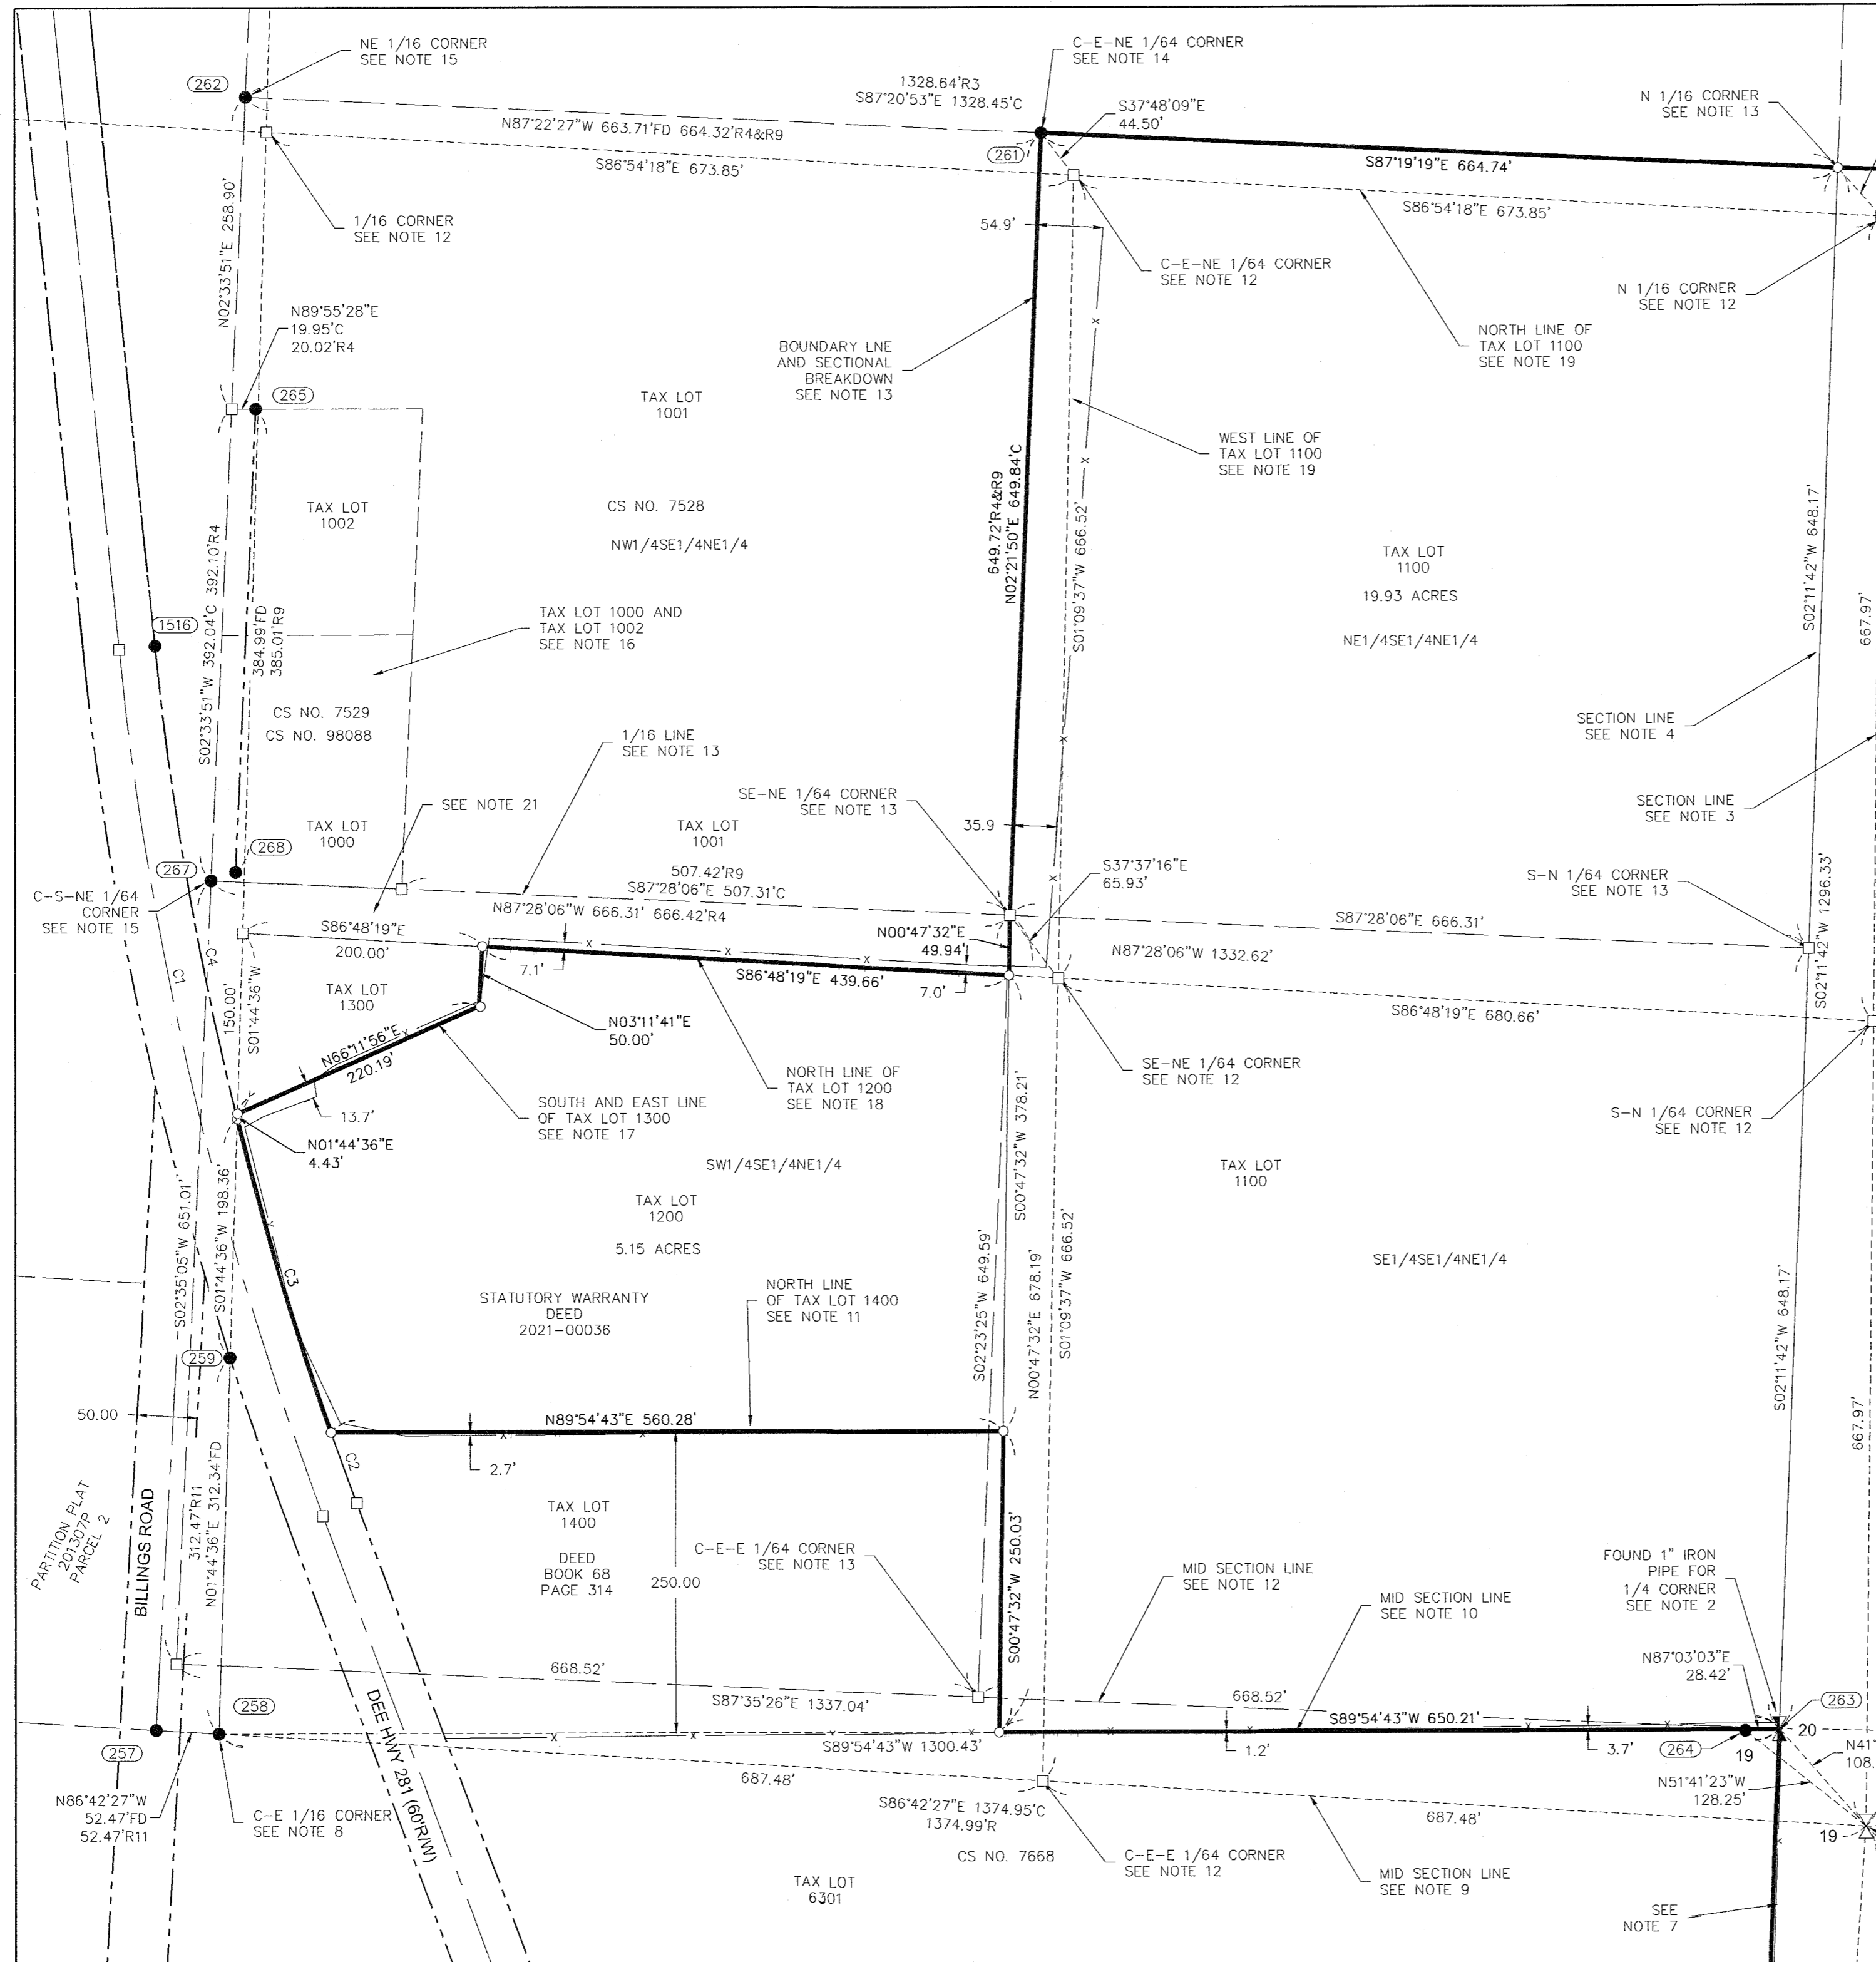 NE 1/16 CORNER
SEE NOTE 15
262
C-E-NE 1/64 CORNER
SEE NOTE 14
1328.64'R3
S87°20'53"E 1328.45'C
S37°48'09"E
44.50'
N 1/16 CORNER
SEE NOTE 13
N87°22'27"W 663.71'FD 664.32'R4&R9
261
S86°54'18"E 673.85'
S87°19'19"E 664.74'
S86°54'18"E 673.85'
1/16 CORNER
SEE NOTE 12
54.9'
N02°33'51"E 258.90'
C-E-NE 1/64 CORNER
SEE NOTE 12
N 1/16 CORNER
SEE NOTE 12
N89°55'28"E
19.95'C
20.02'R4
BOUNDARY LNE
AND SECTIONAL
BREAKDOWN
SEE NOTE 13
NORTH LINE OF
TAX LOT 1100
SEE NOTE 19
265
TAX LOT
1001
WEST LINE OF
TAX LOT 1100
SEE NOTE 19
649.72'R4&R9
N02°21'50"E 649.84'C
TAX LOT
1002
CS NO. 7528
NW1/4SE1/4NE1/4
S01°09'37"W 666.52'
TAX LOT
1100
19.93 ACRES
NE1/4SE1/4NE1/4
S02°11'42"W 648.17'
667.97'
1516
S02°33'51"W 392.04'C 392.10'R4
384.99'FD
385.01'R9
TAX LOT 1000 AND
TAX LOT 1002
SEE NOTE 16
CS NO. 7529
CS NO. 98088
SECTION LINE
SEE NOTE 4
1/16 LINE
SEE NOTE 13
SEE NOTE 21
SE-NE 1/64 CORNER
SEE NOTE 13
SECTION LINE
SEE NOTE 3
TAX LOT
1000
TAX LOT
1001
35.9
268
267
C-S-NE 1/64
CORNER
SEE NOTE 15
507.42'R9
S87°28'06"E 507.31'C
N87°28'06"W 666.31' 666.42'R4
S37°37'16"E
65.93'
S-N 1/64 CORNER
SEE NOTE 13
S86°48'19"E
200.00'
S87°28'06"E 666.31'
N00°47'32"E
49.94'
N87°28'06"W 1332.62'
S02°11'42"W 1296.33'
C4
C1
7.1'
S86°48'19"E 439.66'
7.0'
TAX LOT
1300
150.00'
S01°44'36"W
S86°48'19"E 680.66'
N03°11'41"E
50.00'
N66°11'56"E
220.19'
SE-NE 1/64 CORNER
SEE NOTE 12
NORTH LINE OF
TAX LOT 1200
SEE NOTE 18
SOUTH AND EAST LINE
OF TAX LOT 1300
SEE NOTE 17
S00°47'32"W 378.21'
S-N 1/64 CORNER
SEE NOTE 12
13.7'
N01°44'36"E
4.43'
SW1/4SE1/4NE1/4
TAX LOT
1100
TAX LOT
1200
5.15 ACRES
S02°35'05"W 651.01'
S01°44'36"W 198.36'
C3
S02°23'25"W 649.59'
N00°47'32"E 678.19'
S01°09'37"W 666.52'
SE1/4SE1/4NE1/4
NORTH LINE
OF TAX LOT 1400
SEE NOTE 11
STATUTORY WARRANTY
DEED
2021-00036
S02°11'42"W 648.17'
667.97'
259
50.00
N89°54'43"E 560.28'
2.7'
C2
PARTITION PLAT
201307P
PARCEL 2
BILLINGS ROAD
312.47'R11
N01°44'36"E 312.34'FD
TAX LOT
1400
DEED
BOOK 68
PAGE 314
250.00
C-E-E 1/64 CORNER
SEE NOTE 13
S00°47'32"W 250.03'
MID SECTION LINE
SEE NOTE 12
MID SECTION LINE
SEE NOTE 10
FOUND 1" IRON
PIPE FOR
1/4 CORNER
SEE NOTE 2
N87°03'03"E
28.42'
668.52'
S87°35'26"E 1337.04'
668.52'
258
S89°54'43"W 650.21'
263
20
257
S89°54'43"W 1300.43'
1.2'
3.7'
264
19
N41°
108.
DEE HWY 281 (60'R/W)
687.48'
N51°41'23"W
128.25'
N86°42'27"W
52.47'FD
52.47'R11
C-E 1/16 CORNER
SEE NOTE 8
S86°42'27"E 1374.95'C
1374.99'R
687.48'
19
CS NO. 7668
C-E-E 1/64 CORNER
SEE NOTE 12
MID SECTION LINE
SEE NOTE 9
TAX LOT
6301
SEE
NOTE 7